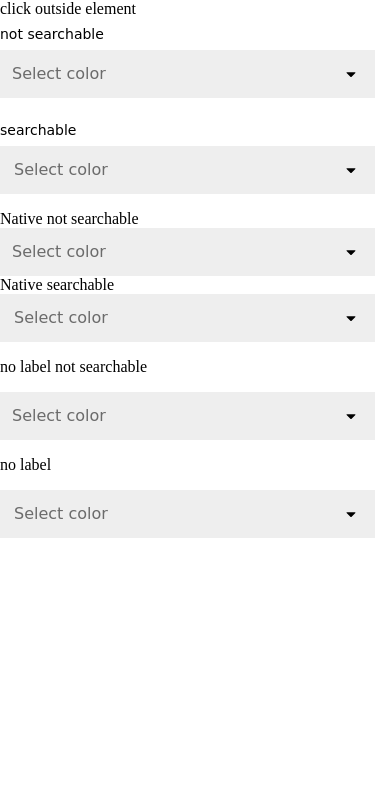 click outside element
not searchable
Select color
searchable
Select color
Native not searchable
Select color
Native searchable
Select color
no label not searchable
Select color
no label
Select color